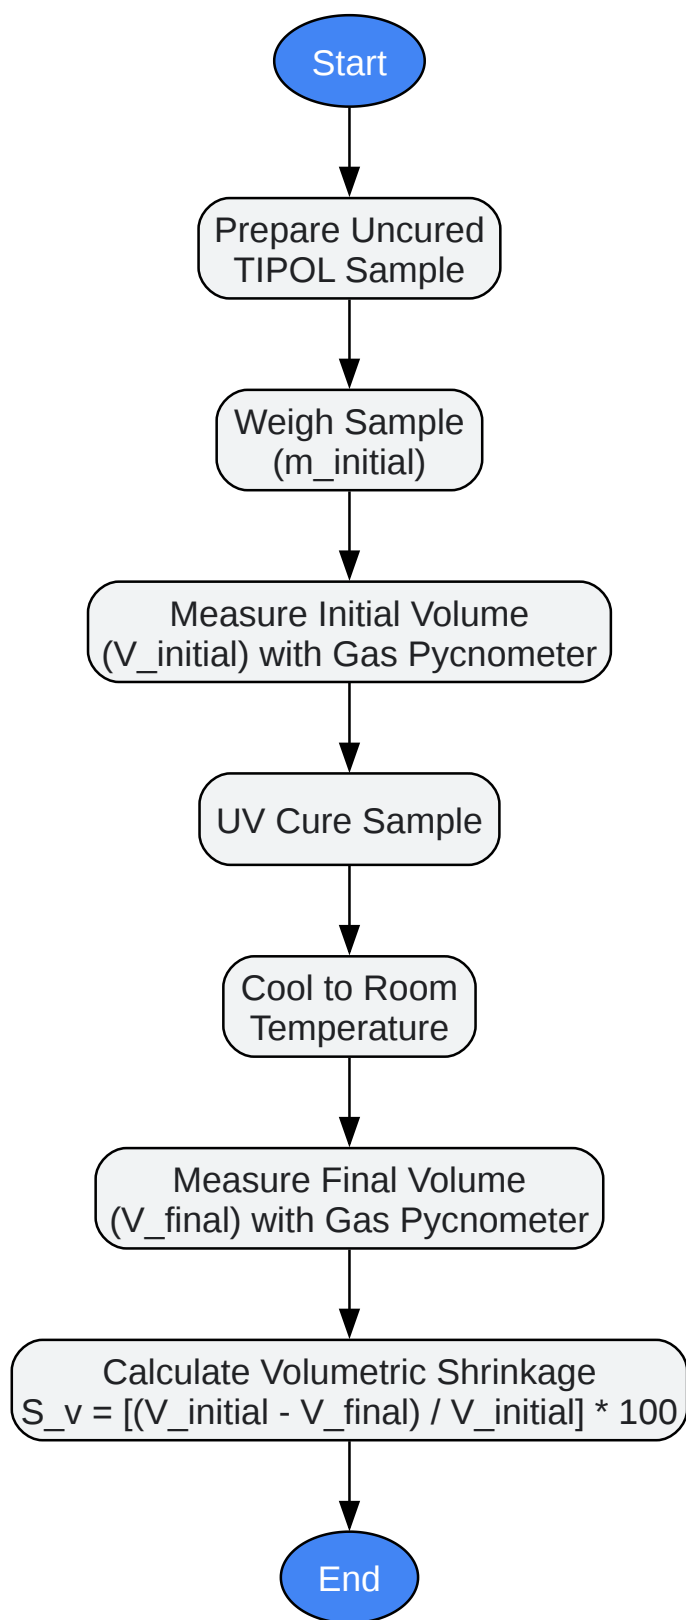 Start
Prepare Uncured
TIPOL Sample
Weigh Sample
(m_initial)
Measure Initial Volume
(V_initial) with Gas Pycnometer
UV Cure Sample
Cool to Room
Temperature
Measure Final Volume
(V_final) with Gas Pycnometer
Calculate Volumetric Shrinkage
S_v = [(V_initial - V_final) / V_initial] * 100
End